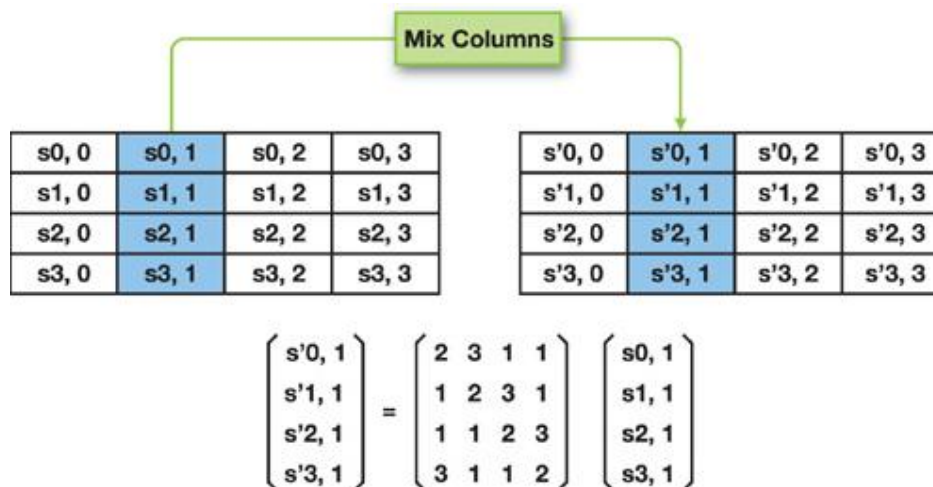 Mix Columns
s0, 0 s0, 1 s0, 2 s0, 3 s'0, 0 s'0, 1 s'0, 2 s'0, 3
s1, 0 s1, 1 s1, 2 s1, 3 s'1, 0 s'1, 1 s'1, 2 s'1, 3
s2, 0 s2, 1 s2, 2 s2, 3 s'2, 0 s'2, 1 s'2, 2 s'2, 3
s3, 0 s3, 1 s3, 2 s3, 3 s'3, 0 s'3, 1 s'3, 2 s'3, 3
s'0, 1 2 3 1 1 s0, 1
s'1, 1 = 1 2 3 1 s1, 1
s'2, 1 1 1 2 3 s2, 1
s'3, 1 3 1 1 2 s3, 1